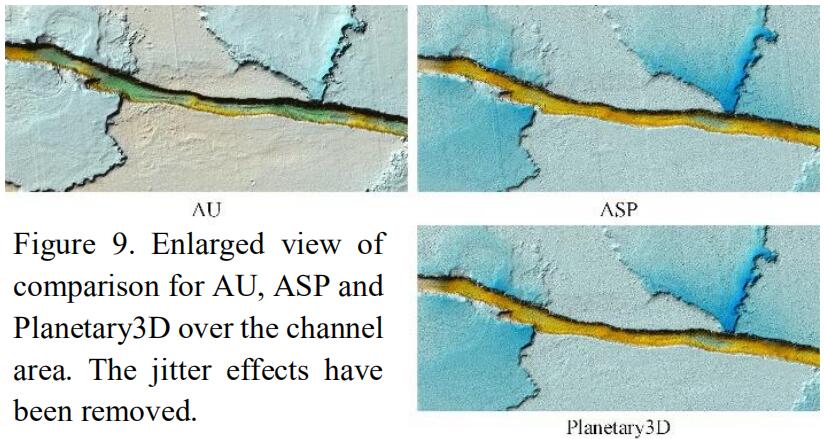 AU
ASP
Figure 9. Enlarged view of
comparison for AU, ASP and
Planetary3D over the channel
area. The jitter effects have
been removed.
Planetary3D